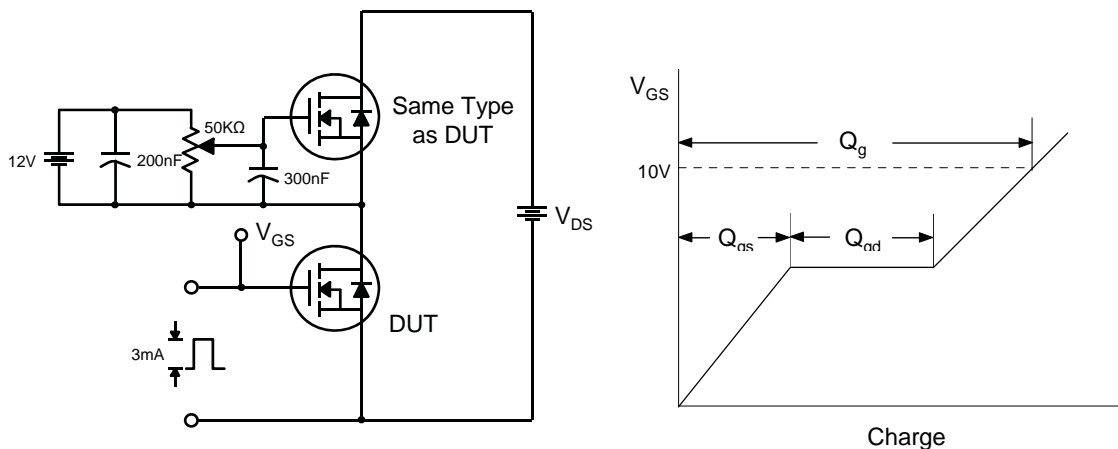 12V
200nF
50KΩ
300nF
Same Type
as DUT
V_DS
V_GS
DUT
3mA
V_GS
Q_g
10V
Q_gs
Q_gd
Charge